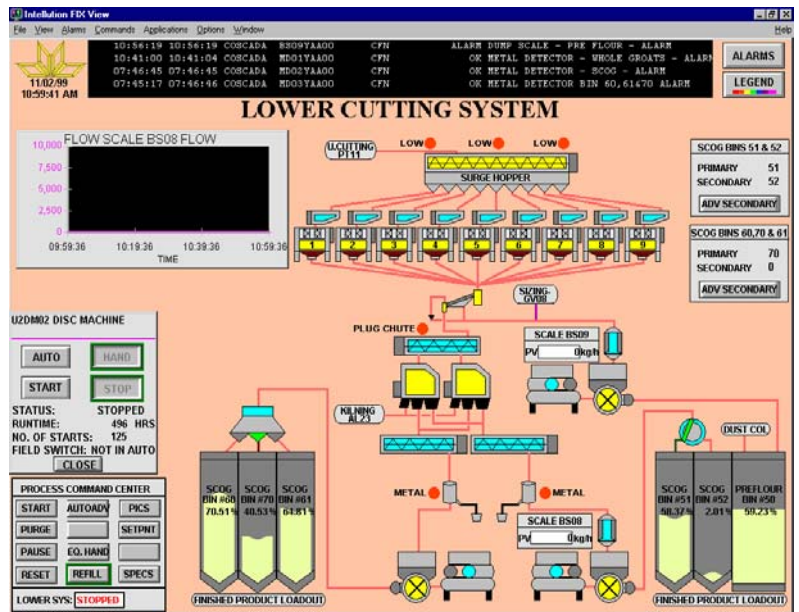 Intellution FIX View
File View Alarms Commands Applications Options Window Help
10:56:19 10:56:19 COSCADA BS09YAA00 CFN ALARM DUMP SCALE - PRE FLOUR - ALARM
10:41:00 10:41:04 COSCADA MD01YAA00 CFN OK METAL DETECTOR - WHOLE GROATS - ALARM
07:46:45 07:46:45 COSCADA MD02YAA00 CFN OK METAL DETECTOR - SCOG - ALARM
07:45:17 07:46:46 COSCADA MD03YAA00 CFN OK METAL DETECTOR BIN 60,61&70 ALARM
ALARMS
LEGEND
11/02/99
10:59:41 AM
LOWER CUTTING SYSTEM
FLOW SCALE BS08 FLOW
10,000
7,500
5,000
2,500
0
09:59:36 10:19:36 10:39:36 10:59:36
TIME
U.CUTTING
PT11
LOW LOW LOW
SURGE HOPPER
1 2 3 4 5 6 7 8 9
SCOG BINS 51 & 52
PRIMARY 51
SECONDARY 52
ADV SECONDARY
SCOG BINS 60,70 & 61
PRIMARY 70
SECONDARY 0
ADV SECONDARY
SIZING-
GV08
PLUG CHUTE
SCALE BS09
PV 0kg/h
KILNING
AL23
DUST COL
METAL
METAL
SCALE BS08
PV 0kg/h
U2DM02 DISC MACHINE
AUTO HAND
START STOP
STATUS: STOPPED
RUNTIME: 496 HRS
NO. OF STARTS: 125
FIELD SWITCH: NOT IN AUTO
CLOSE
PROCESS COMMAND CENTER
START AUTOADV PICS
PURGE SETPNT
PAUSE EQ. HAND
RESET REFILL SPECS
LOWER SYS: STOPPED
SCOG
BIN #60
70.51%
SCOG
BIN #70
40.53%
SCOG
BIN #61
64.81%
FINISHED PRODUCT LOADOUT
SCOG
BIN #51
58.37%
SCOG
BIN #52
2.01%
PREFLOUR
BIN #50
59.23%
FINISHED PRODUCT LOADOUT